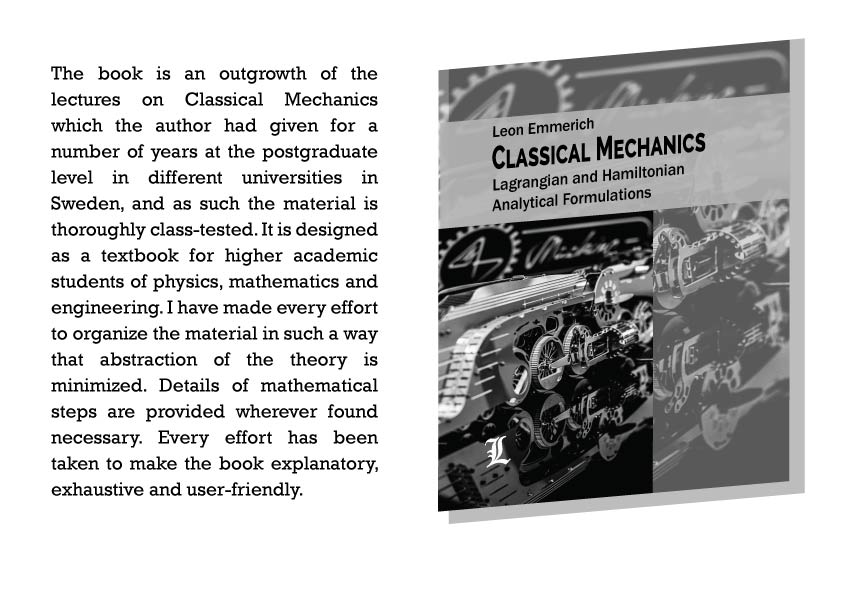 The book is an outgrowth of the
lectures on Classical Mechanics
which the author had given for a
number of years at the postgraduate
level in different universities in
Sweden, and as such the material is
thoroughly class-tested. It is designed
as a textbook for higher academic
students of physics, mathematics and
engineering. I have made every effort
to organize the material in such a way
that abstraction of the theory is
minimized. Details of mathematical
steps are provided wherever found
necessary. Every effort has been
taken to make the book explanatory,
exhaustive and user-friendly.
Leon Emmerich
CLASSICAL MECHANICS
Lagrangian and Hamiltonian
Analytical Formulations
L